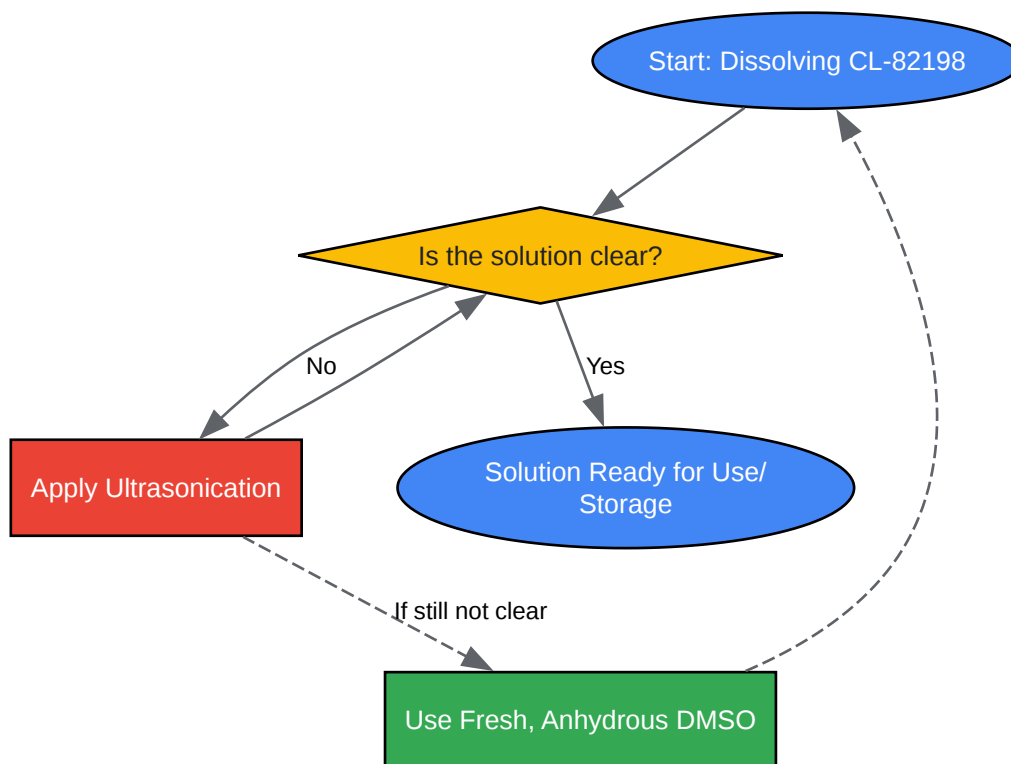 Start: Dissolving CL-82198
Is the solution clear?
No
Yes
Apply Ultrasonication
Solution Ready for Use/
Storage
If still not clear
Use Fresh, Anhydrous DMSO